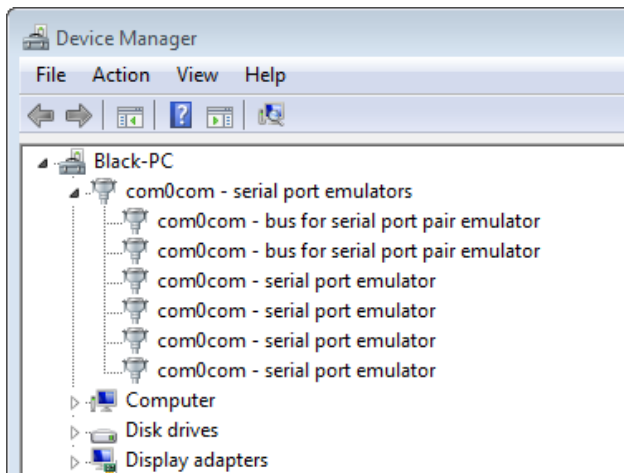 Device Manager
File Action View Help
Black-PC
com0com - serial port emulators
com0com - bus for serial port pair emulator
com0com - bus for serial port pair emulator
com0com - serial port emulator
com0com - serial port emulator
com0com - serial port emulator
com0com - serial port emulator
Computer
Disk drives
Display adapters